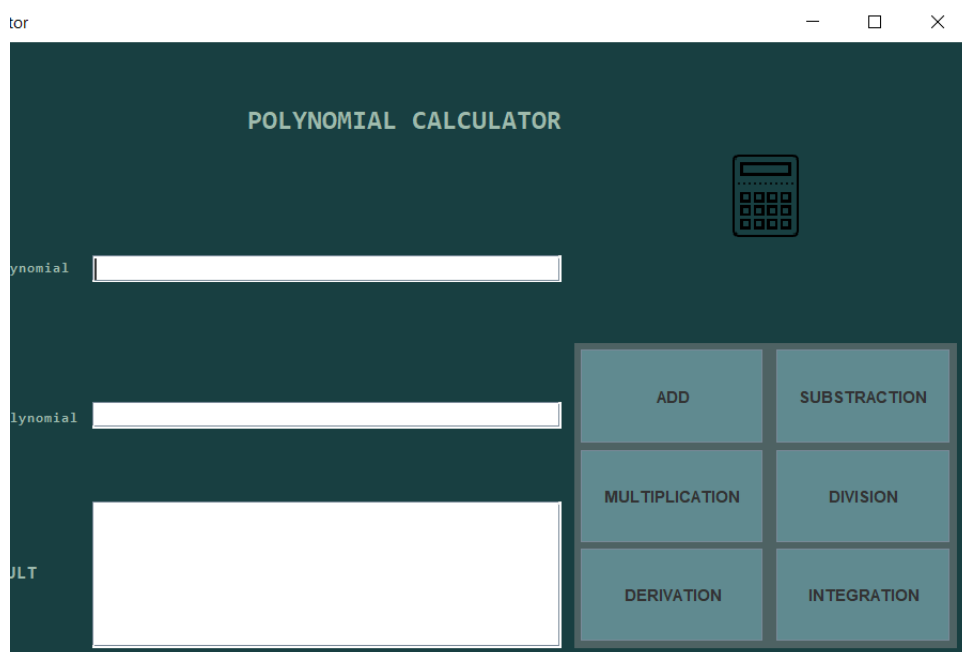 tor
POLYNOMIAL CALCULATOR
ynomial
ADD
SUBSTRACTION
lynomial
MULTIPLICATION
DIVISION
ULT
DERIVATION
INTEGRATION